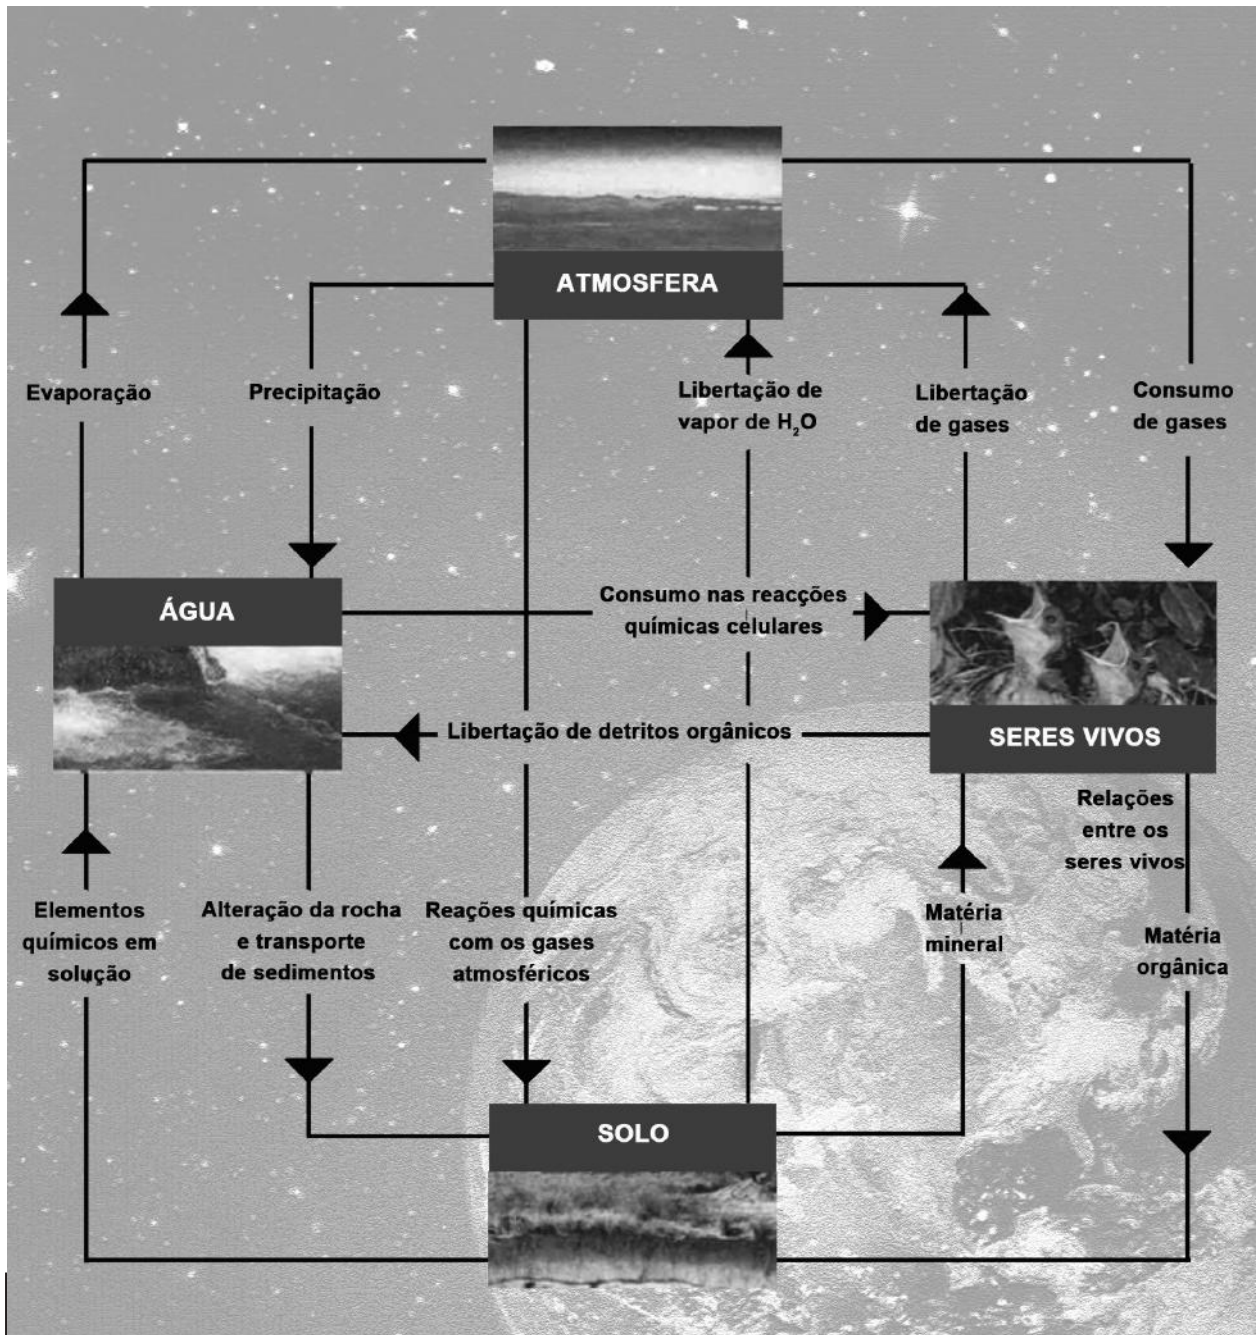 ATMOSFERA
Evaporação
Precipitação
Libertação de
vapor de H₂O
Libertação
de gases
Consumo
de gases
ÁGUA
Consumo nas reacções
químicas celulares
Libertação de detritos orgânicos
SERES VIVOS
Relações
entre os
seres vivos
Elementos
químicos em
solução
Alteração da rocha
e transporte
de sedimentos
Reações químicas
com os gases
atmosféricos
Matéria
mineral
Matéria
orgânica
SOLO